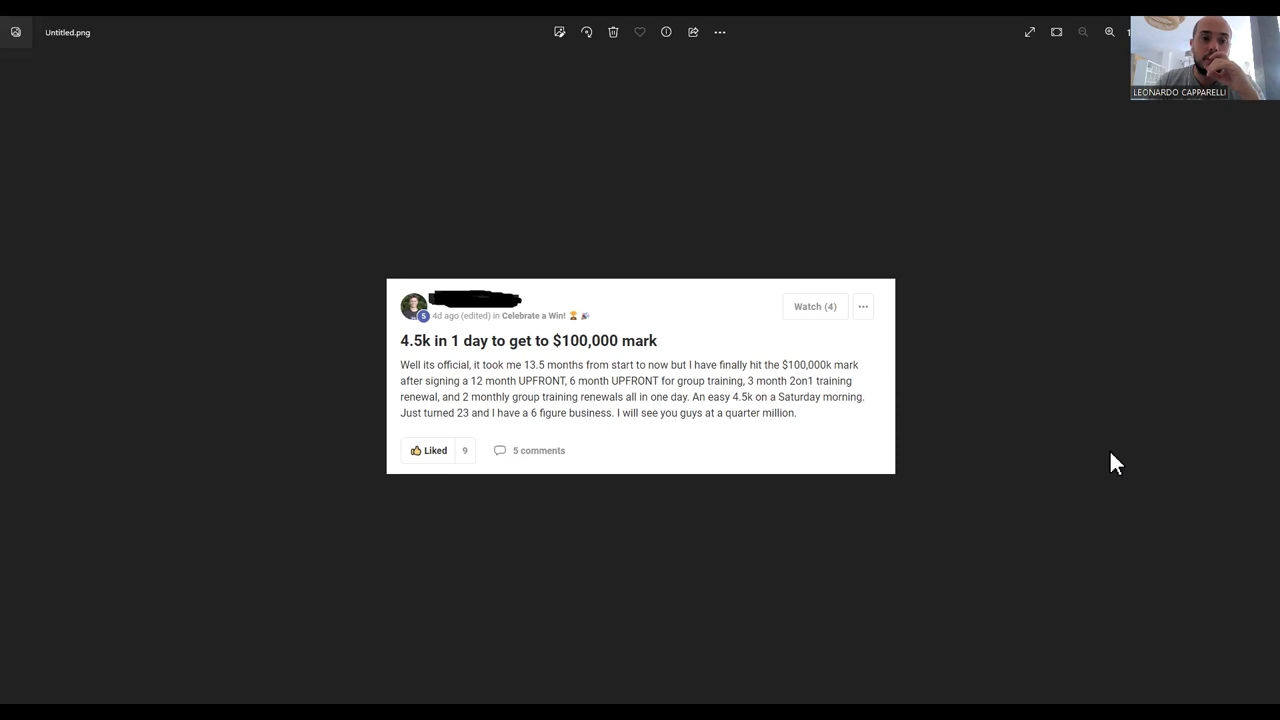 Untitled.png
LEONARDO CAPPARELLI
5
4d ago (edited) in Celebrate a Win! 🏆 🎉
Watch (4)
4.5k in 1 day to get to $100,000 mark
Well its official, it took me 13.5 months from start to now but I have finally hit the $100,000k mark
after signing a 12 month UPFRONT, 6 month UPFRONT for group training, 3 month 2on1 training
renewal, and 2 monthly group training renewals all in one day. An easy 4.5k on a Saturday morning.
Just turned 23 and I have a 6 figure business. I will see you guys at a quarter million.
Liked 9 5 comments